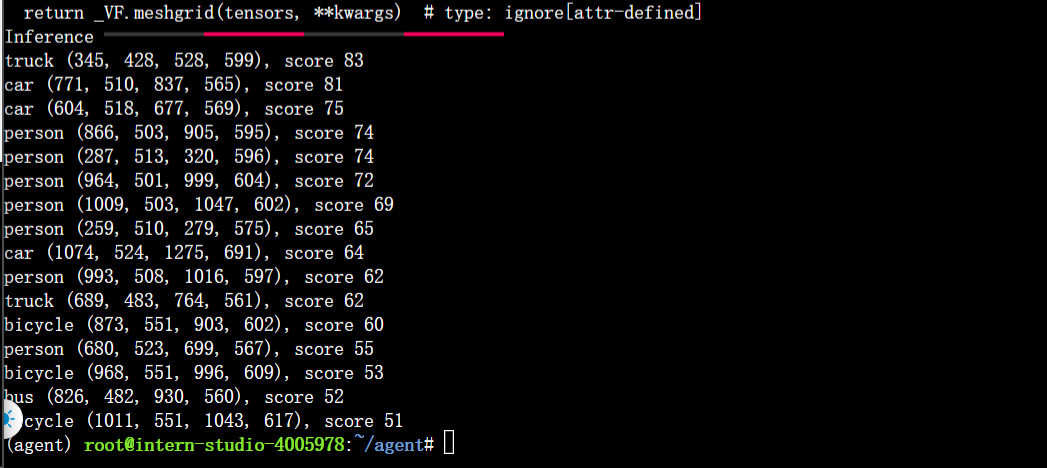 return _VF.meshgrid(tensors, **kwargs)  # type: ignore[attr-defined]
Inference
truck (345, 428, 528, 599), score 83
car (771, 510, 837, 565), score 81
car (604, 518, 677, 569), score 75
person (866, 503, 905, 595), score 74
person (287, 513, 320, 596), score 74
person (964, 501, 999, 604), score 72
person (1009, 503, 1047, 602), score 69
person (259, 510, 279, 575), score 65
car (1074, 524, 1275, 691), score 64
person (993, 508, 1016, 597), score 62
truck (689, 483, 764, 561), score 62
bicycle (873, 551, 903, 602), score 60
person (680, 523, 699, 567), score 55
bicycle (968, 551, 996, 609), score 53
bus (826, 482, 930, 560), score 52
cycle (1011, 551, 1043, 617), score 51
(agent) root@intern-studio-4005978:~/agent#